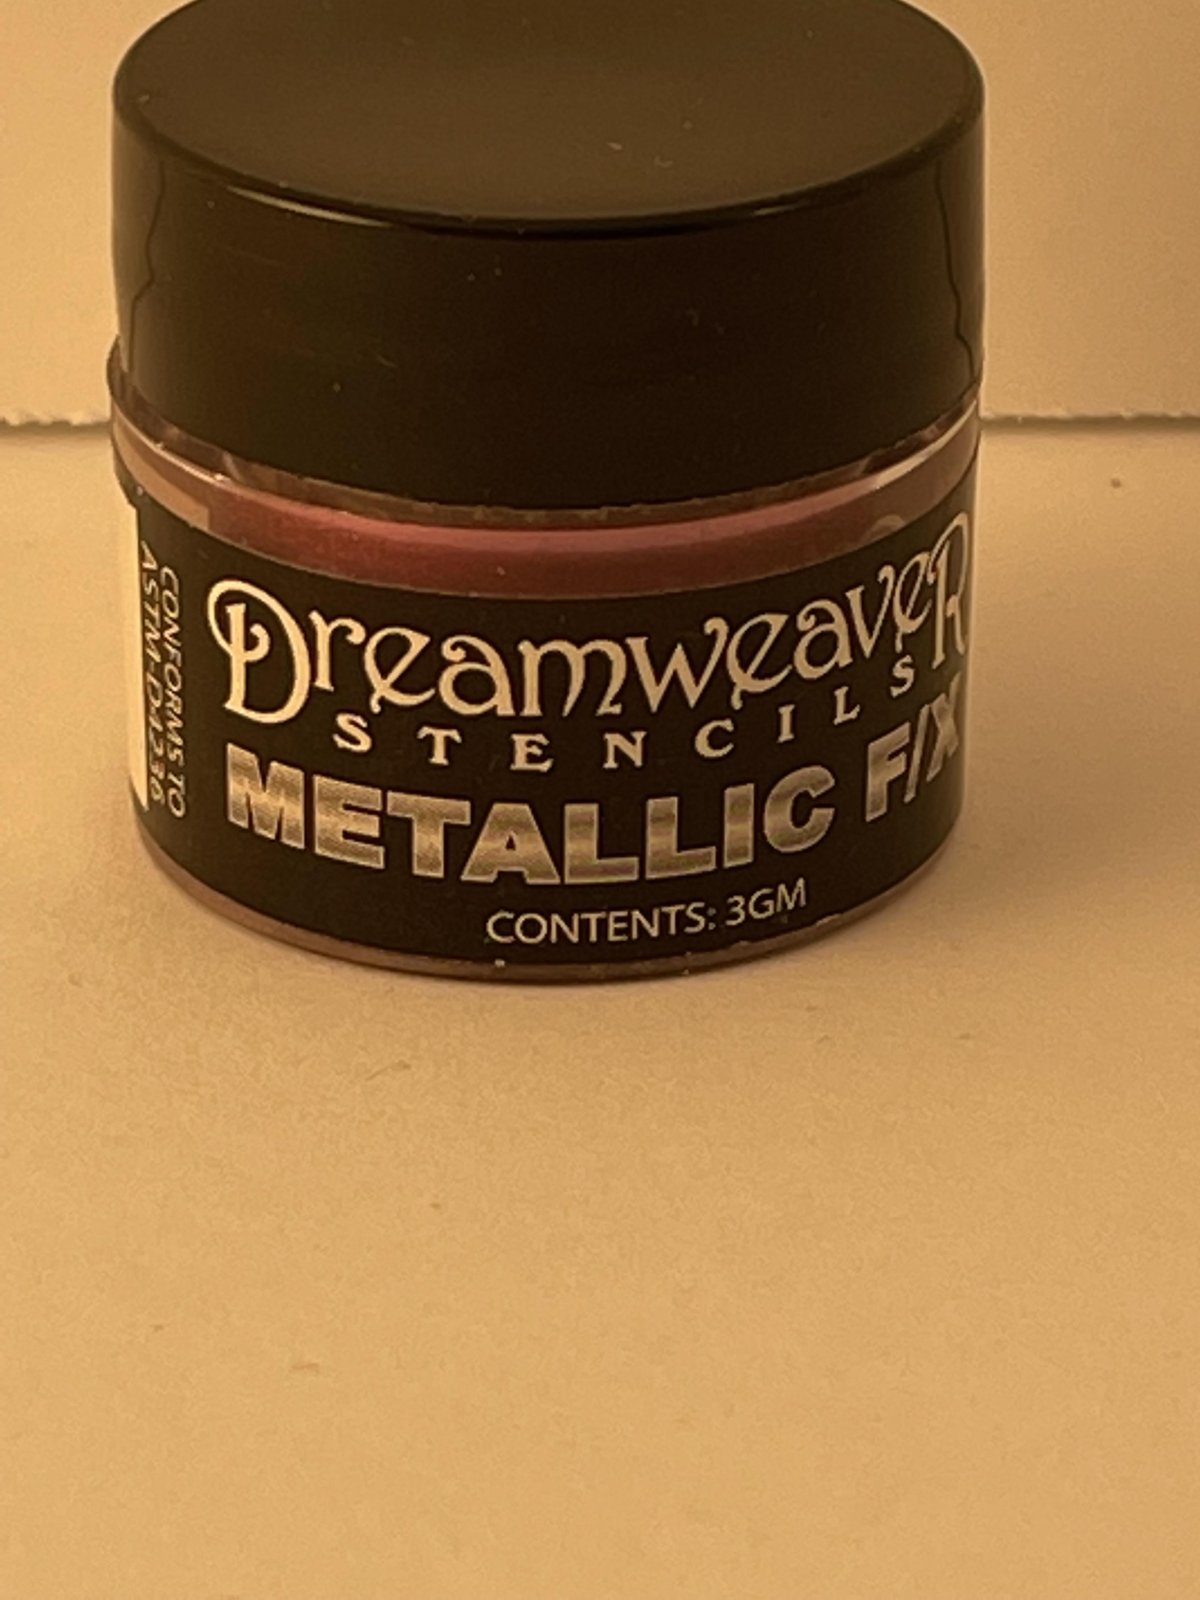 DreamweaveR
STENCILS
METALLIC F/X
CONTENTS: 3GM
CONFORMS TO
ASTM-D4236